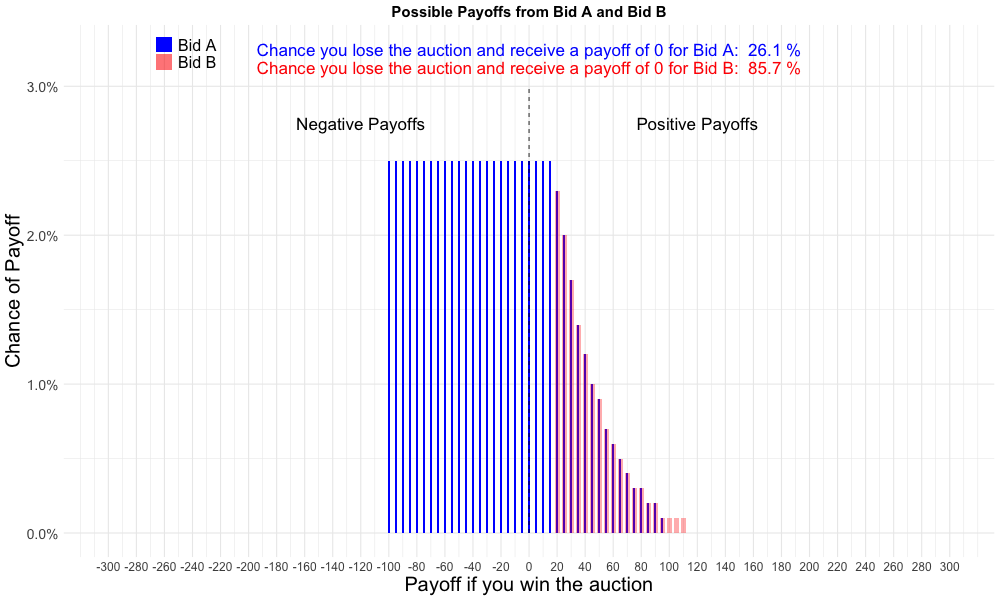 Possible Payoffs from Bid A and Bid B
Bid A
Bid B
Chance you lose the auction and receive a payoff of 0 for Bid A:  26.1 %
Chance you lose the auction and receive a payoff of 0 for Bid B:  85.7 %
Negative Payoffs
Positive Payoffs
Chance of Payoff
3.0%
2.0%
1.0%
0.0%
-300 -280 -260 -240 -220 -200 -180 -160 -140 -120 -100 -80 -60 -40 -20 0 20 40 60 80 100 120 140 160 180 200 220 240 260 280 300
Payoff if you win the auction